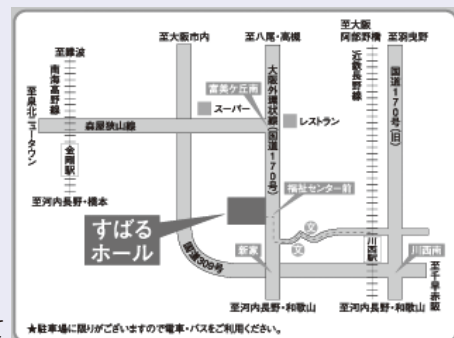 至難波
至大阪市内
至八尾・高槻
至大阪
阿部野橋
至羽曳野
南海高野線
至泉北ニュータウン
金剛駅
森屋狭山線
富美ケ丘南
スーパー
大阪外環状線(国道170号)
レストラン
近鉄長野線
国道170号(旧)
至河内長野・橋本
すばる
ホール
福祉センター前
文
文
川西駅
国道309号
新家
川西南
至千早赤阪
至河内長野・和歌山
至河内長野・和歌山
★駐車場に限りがございますので電車・バスをご利用ください。